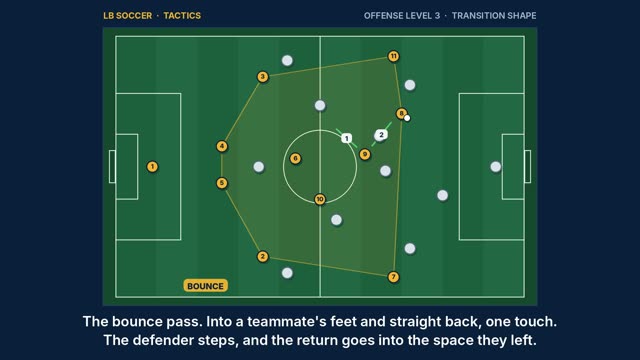 LB SOCCER · TACTICS
OFFENSE LEVEL 3 · TRANSITION SHAPE
11
3
8
2
1
4
9
6
1
5
10
2
7
BOUNCE
The bounce pass. Into a teammate's feet and straight back, one touch.
The defender steps, and the return goes into the space they left.